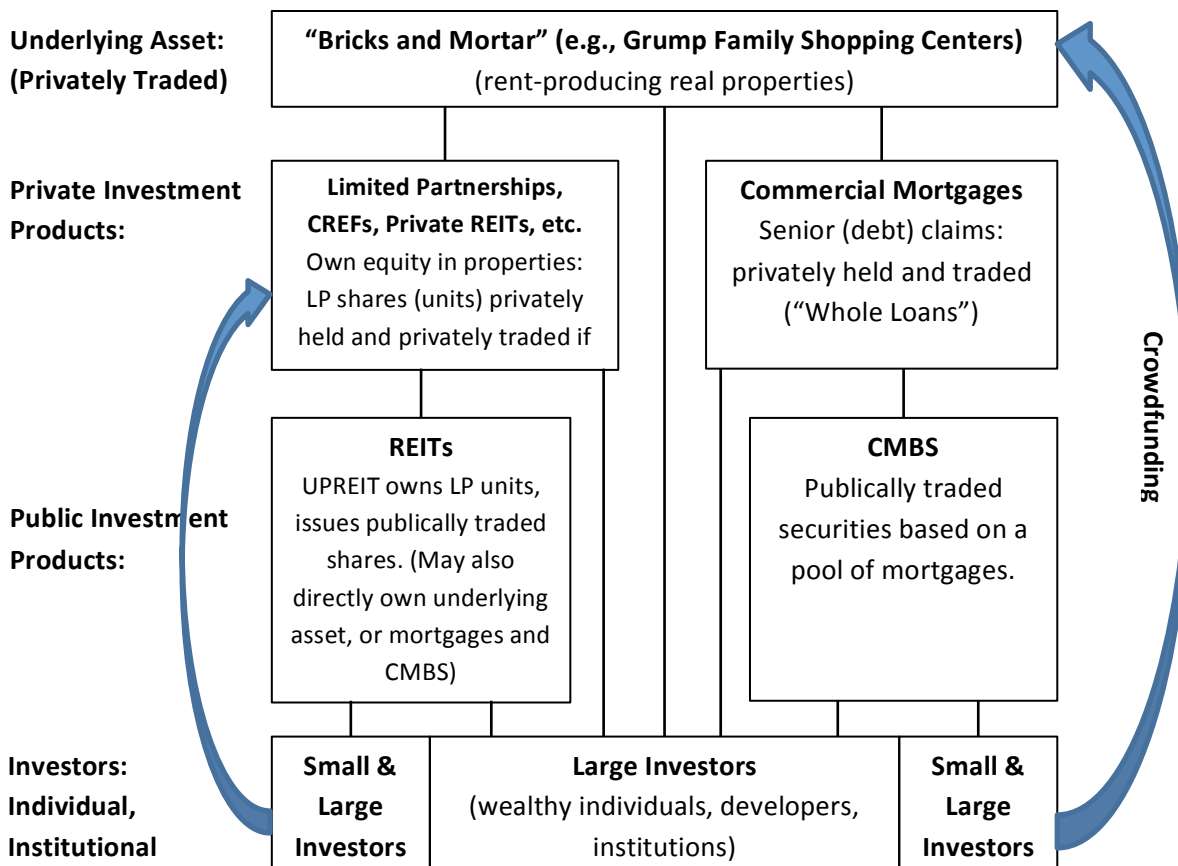 Underlying Asset:
(Privately Traded)
“Bricks and Mortar” (e.g., Grump Family Shopping Centers)
(rent-producing real properties)
Private Investment
Products:
Limited Partnerships,
CREFs, Private REITs, etc.
Own equity in properties:
LP shares (units) privately
held and privately traded if
Commercial Mortgages
Senior (debt) claims:
privately held and traded
(“Whole Loans”)
Crowdfunding
Public Investment
Products:
REITs
UPREIT owns LP units,
issues publically traded
shares. (May also
directly own underlying
asset, or mortgages and
CMBS)
CMBS
Publically traded
securities based on a
pool of mortgages.
Investors:
Individual,
Institutional
Small &
Large
Investors
Large Investors
(wealthy individuals, developers,
institutions)
Small &
Large
Investors